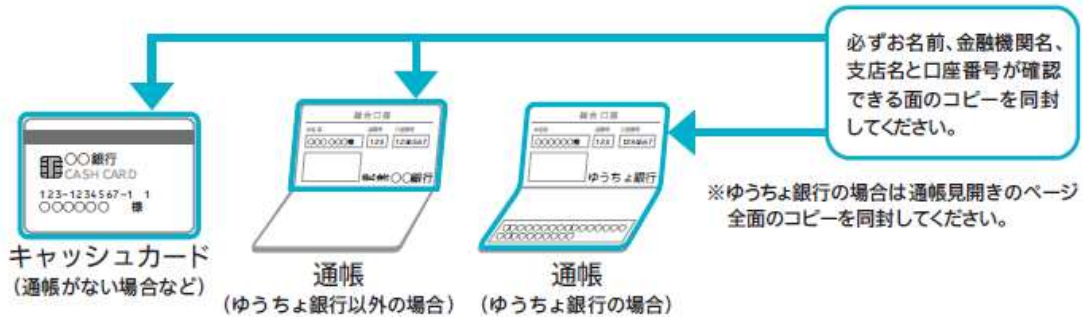 必ずお名前、金融機関名、
支店名と口座番号が確認
できる面のコピーを同封
してください。
※ゆうちょ銀行の場合は通帳見開きのページ
全面のコピーを同封してください。
〇〇銀行
CASH CARD
123-1234567-1 1
〇〇〇〇〇〇 様
キャッシュカード
(通帳がない場合など)
総合口座
〇〇〇〇〇〇様 123 1234567
株式会社〇〇銀行
通帳
(ゆうちょ銀行以外の場合)
総合口座
〇〇〇〇〇〇様 123 1234567
ゆうちょ銀行
通帳
(ゆうちょ銀行の場合)